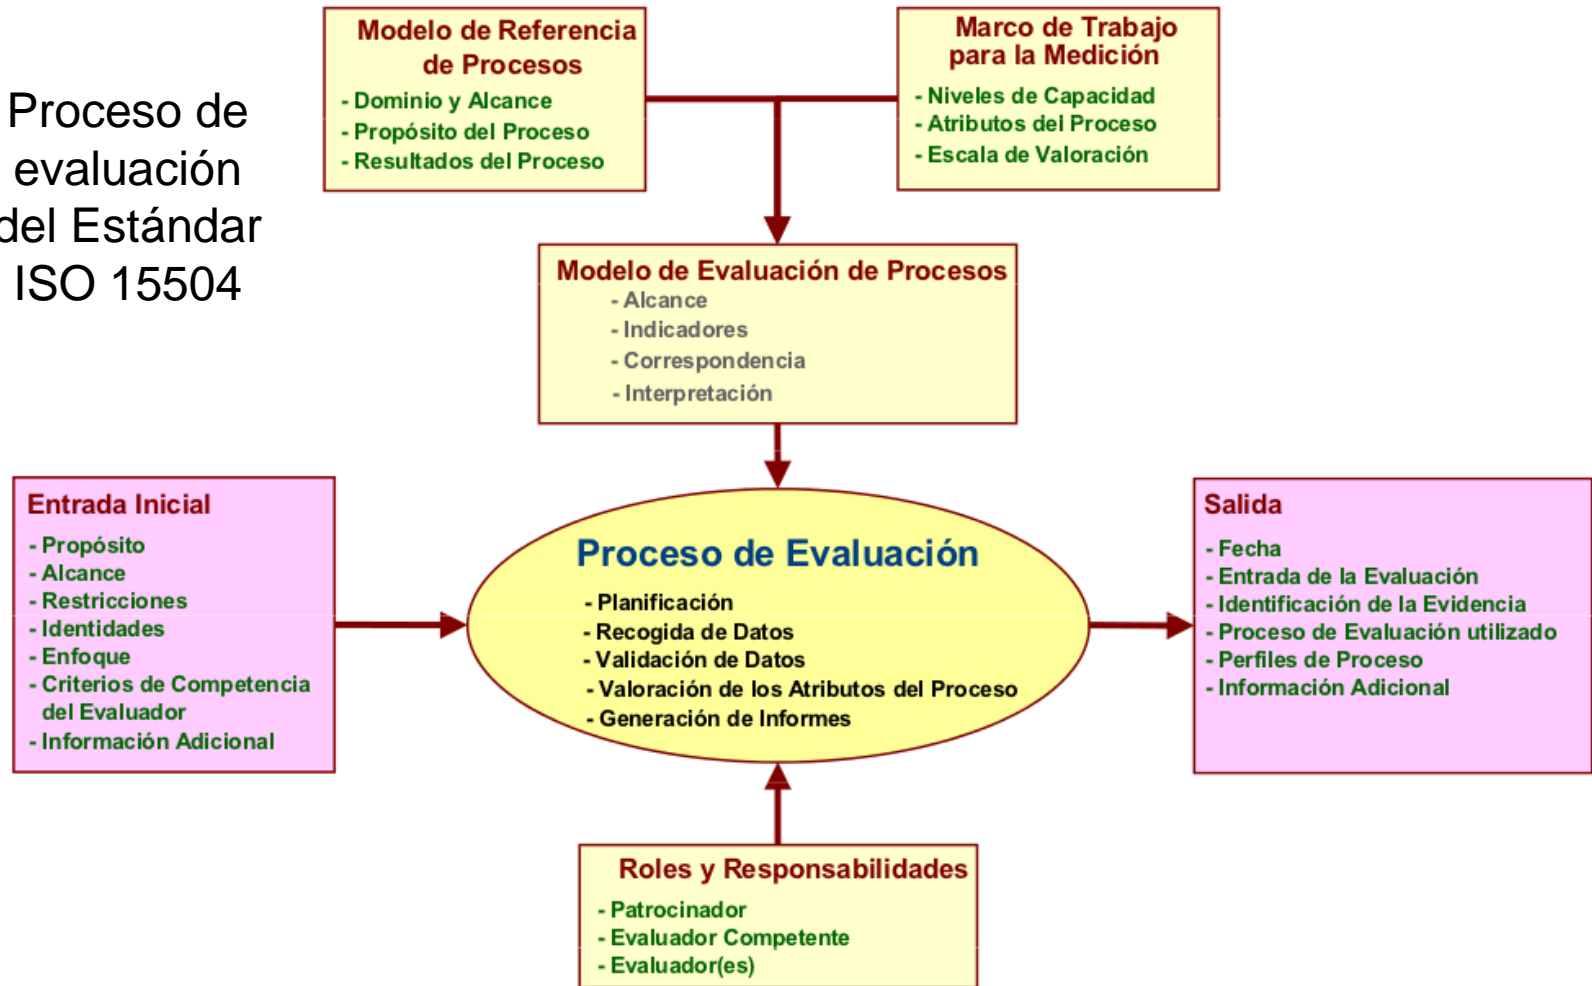 Proceso de
evaluación
del Estándar
ISO 15504
Modelo de Referencia
de Procesos
- Dominio y Alcance
- Propósito del Proceso
- Resultados del Proceso
Marco de Trabajo
para la Medición
- Niveles de Capacidad
- Atributos del Proceso
- Escala de Valoración
Modelo de Evaluación de Procesos
- Alcance
- Indicadores
- Correspondencia
- Interpretación
Entrada Inicial
- Propósito
- Alcance
- Restricciones
- Identidades
- Enfoque
- Criterios de Competencia
del Evaluador
- Información Adicional
Proceso de Evaluación
- Planificación
- Recogida de Datos
- Validación de Datos
- Valoración de los Atributos del Proceso
- Generación de Informes
Salida
- Fecha
- Entrada de la Evaluación
- Identificación de la Evidencia
- Proceso de Evaluación utilizado
- Perfiles de Proceso
- Información Adicional
Roles y Responsabilidades
- Patrocinador
- Evaluador Competente
- Evaluador(es)